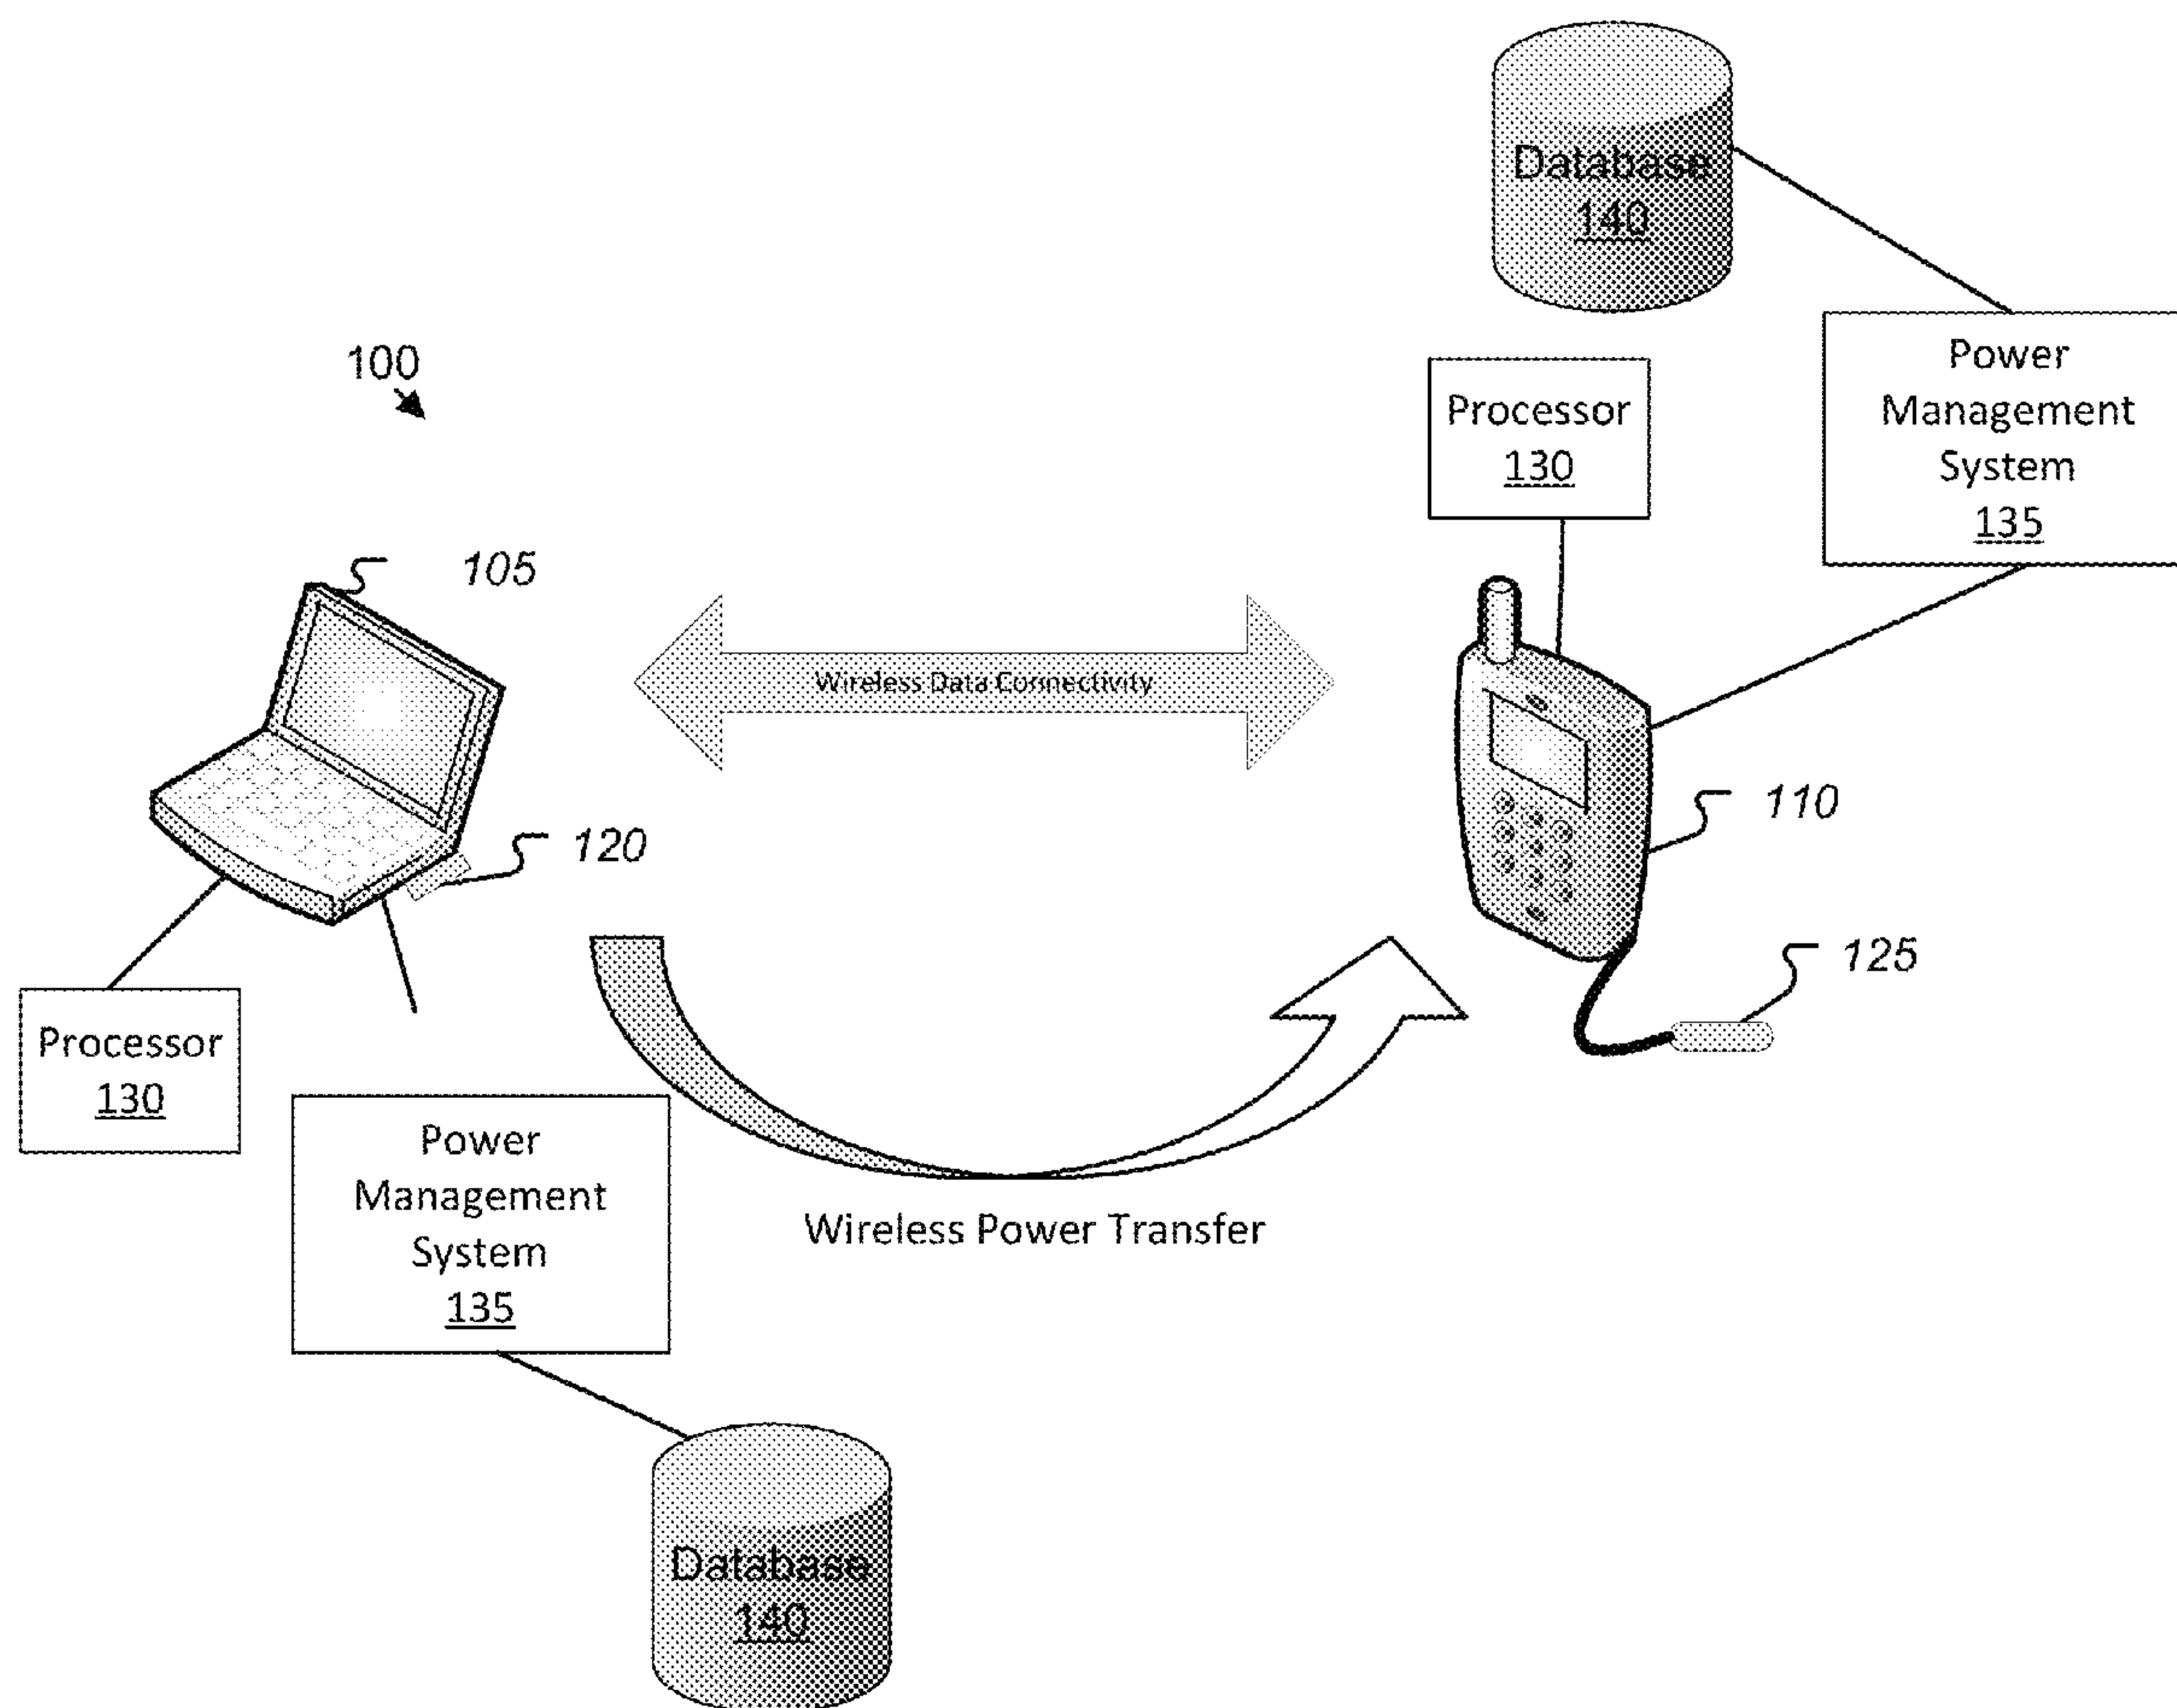 Database
140
100
Power
Management
System
135
Processor
130
105
Wireless Data Connectivity
110
120
125
Processor
130
Power
Management
System
135
Wireless Power Transfer
Database
140